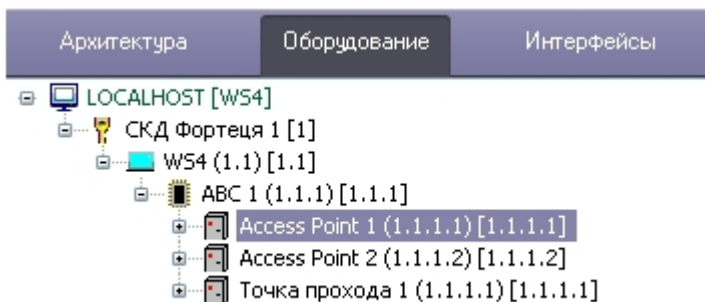 Архитектура Оборудование Интерфейсы
LOCALHOST [WS4]
СКД Фортеця 1 [1]
WS4 (1.1) [1.1]
ABC 1 (1.1.1) [1.1.1]
Access Point 1 (1.1.1.1) [1.1.1.1]
Access Point 2 (1.1.1.2) [1.1.1.2]
Точка прохода 1 (1.1.1.1) [1.1.1.1]